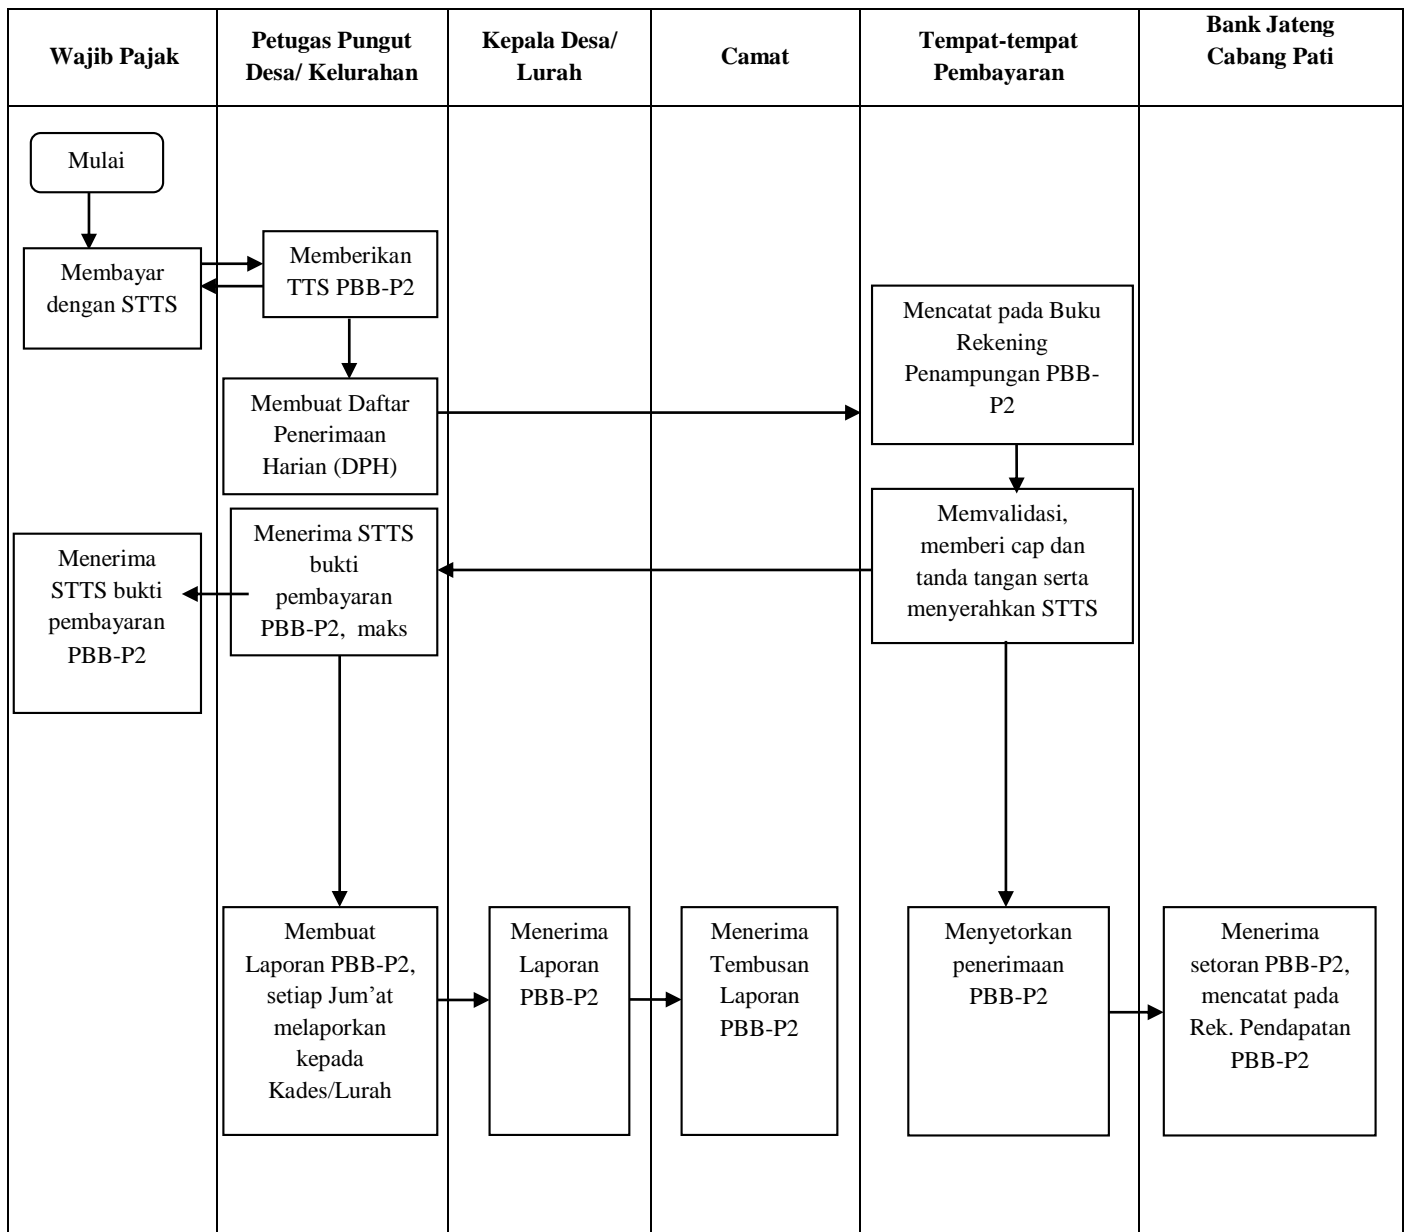 Wajib Pajak
Petugas Pungut
Desa/ Kelurahan
Kepala Desa/
Lurah
Camat
Tempat-tempat
Pembayaran
Bank Jateng
Cabang Pati
Mulai
Membayar
dengan STTS
Memberikan
TTS PBB-P2
Mencatat pada Buku
Rekening
Penampungan PBB-
P2
Membuat Daftar
Penerimaan
Harian (DPH)
Memvalidasi,
memberi cap dan
tanda tangan serta
menyerahkan STTS
Menerima STTS
bukti
pembayaran
PBB-P2, maks
Menerima
STTS bukti
pembayaran
PBB-P2
Membuat
Laporan PBB-P2,
setiap Jum’at
melaporkan
kepada
Kades/Lurah
Menerima
Laporan
PBB-P2
Menerima
Tembusan
Laporan
PBB-P2
Menyetorkan
penerimaan
PBB-P2
Menerima
setoran PBB-P2,
mencatat pada
Rek. Pendapatan
PBB-P2